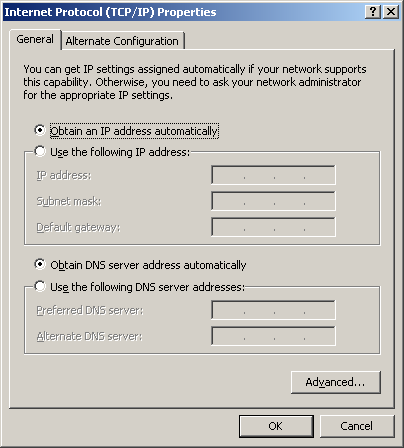 Internet Protocol (TCP/IP) Properties
General
Alternate Configuration
You can get IP settings assigned automatically if your network supports
this capability. Otherwise, you need to ask your network administrator
for the appropriate IP settings.
Obtain an IP address automatically
Use the following IP address:
IP address:
Subnet mask:
Default gateway:
Obtain DNS server address automatically
Use the following DNS server addresses:
Preferred DNS server:
Alternate DNS server:
Advanced...
OK
Cancel